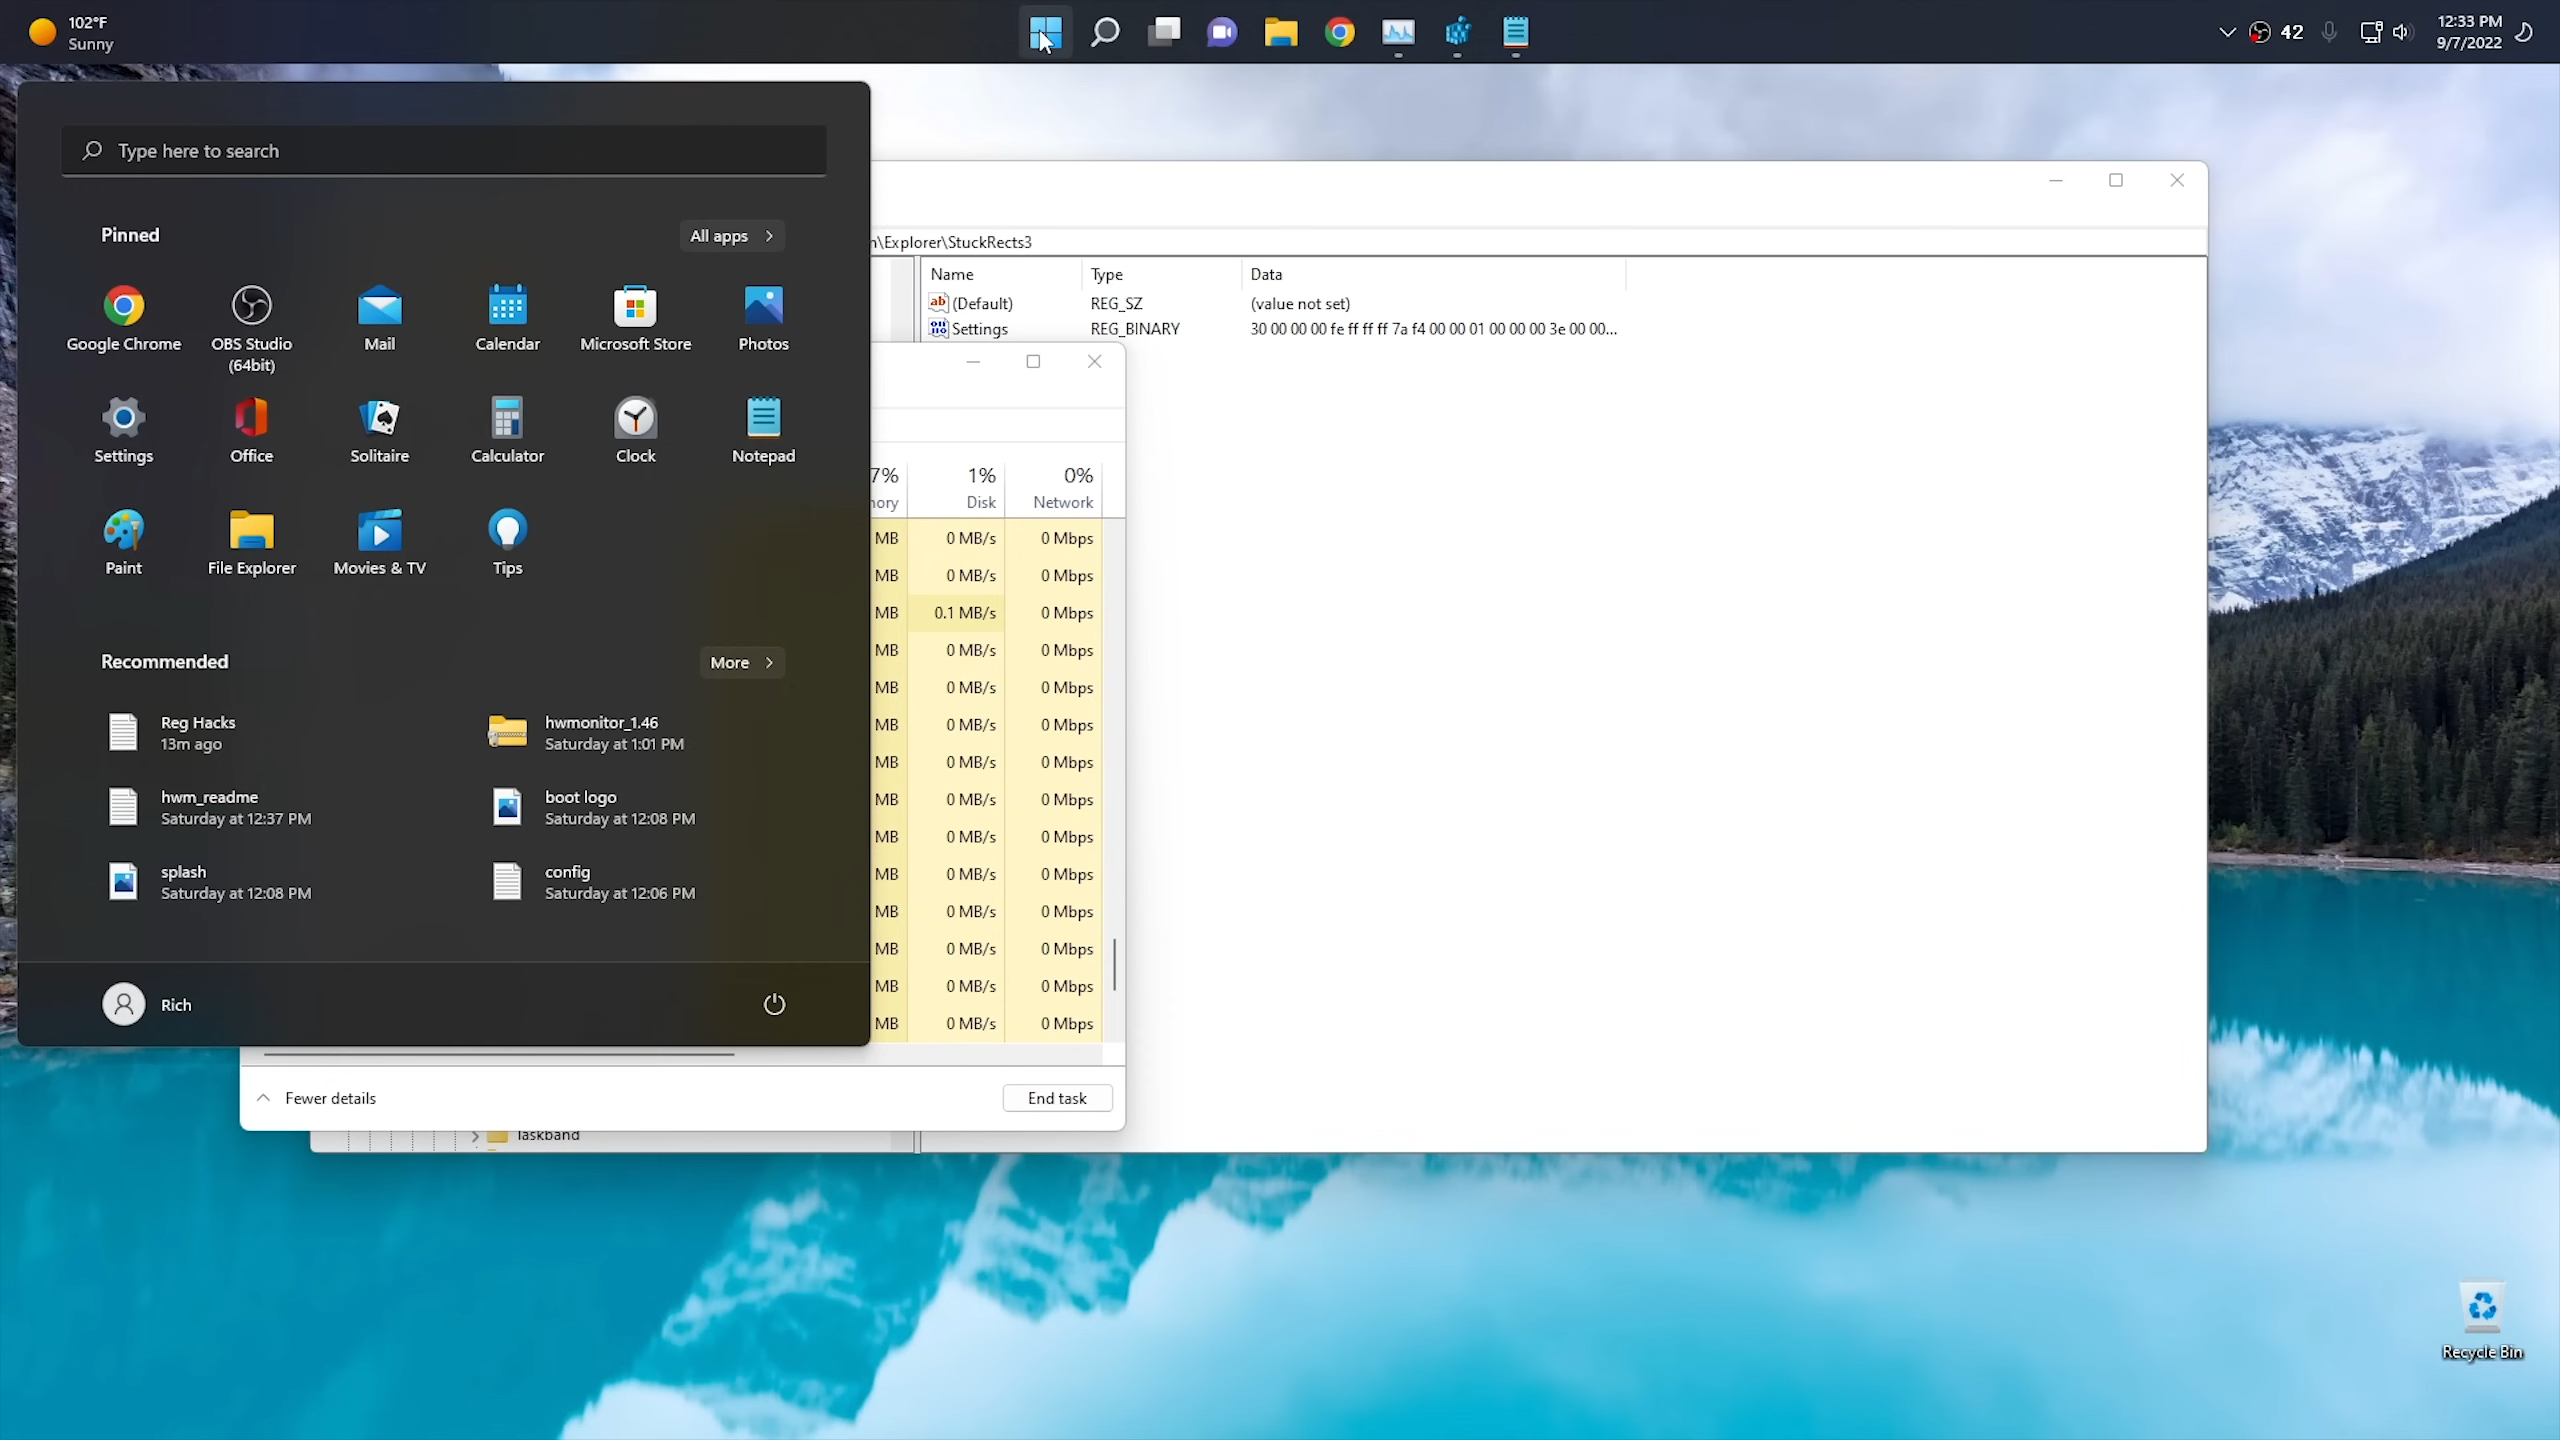 102°F
Sunny
42
12:33 PM
9/7/2022
Type here to search
Pinned
All apps
Google Chrome
OBS Studio
(64bit)
Mail
Calendar
Microsoft Store
Photos
Settings
Office
Solitaire
Calculator
Clock
Notepad
Paint
File Explorer
Movies & TV
Tips
Recommended
More
Reg Hacks
13m ago
hwmonitor_1.46
Saturday at 1:01 PM
hwm_readme
Saturday at 12:37 PM
boot logo
Saturday at 12:08 PM
splash
Saturday at 12:08 PM
config
Saturday at 12:06 PM
Rich
n\Explorer\StuckRects3
Name Type Data
(Default) REG_SZ (value not set)
Settings REG_BINARY 30 00 00 00 fe ff ff ff 7a f4 00 00 01 00 00 00 3e 00 00...
7% 1% 0%
nory Disk Network
MB 0 MB/s 0 Mbps
MB 0 MB/s 0 Mbps
MB 0.1 MB/s 0 Mbps
MB 0 MB/s 0 Mbps
MB 0 MB/s 0 Mbps
MB 0 MB/s 0 Mbps
MB 0 MB/s 0 Mbps
MB 0 MB/s 0 Mbps
MB 0 MB/s 0 Mbps
MB 0 MB/s 0 Mbps
MB 0 MB/s 0 Mbps
MB 0 MB/s 0 Mbps
MB 0 MB/s 0 Mbps
MB 0 MB/s 0 Mbps
Fewer details
End task
Taskband
Recycle Bin